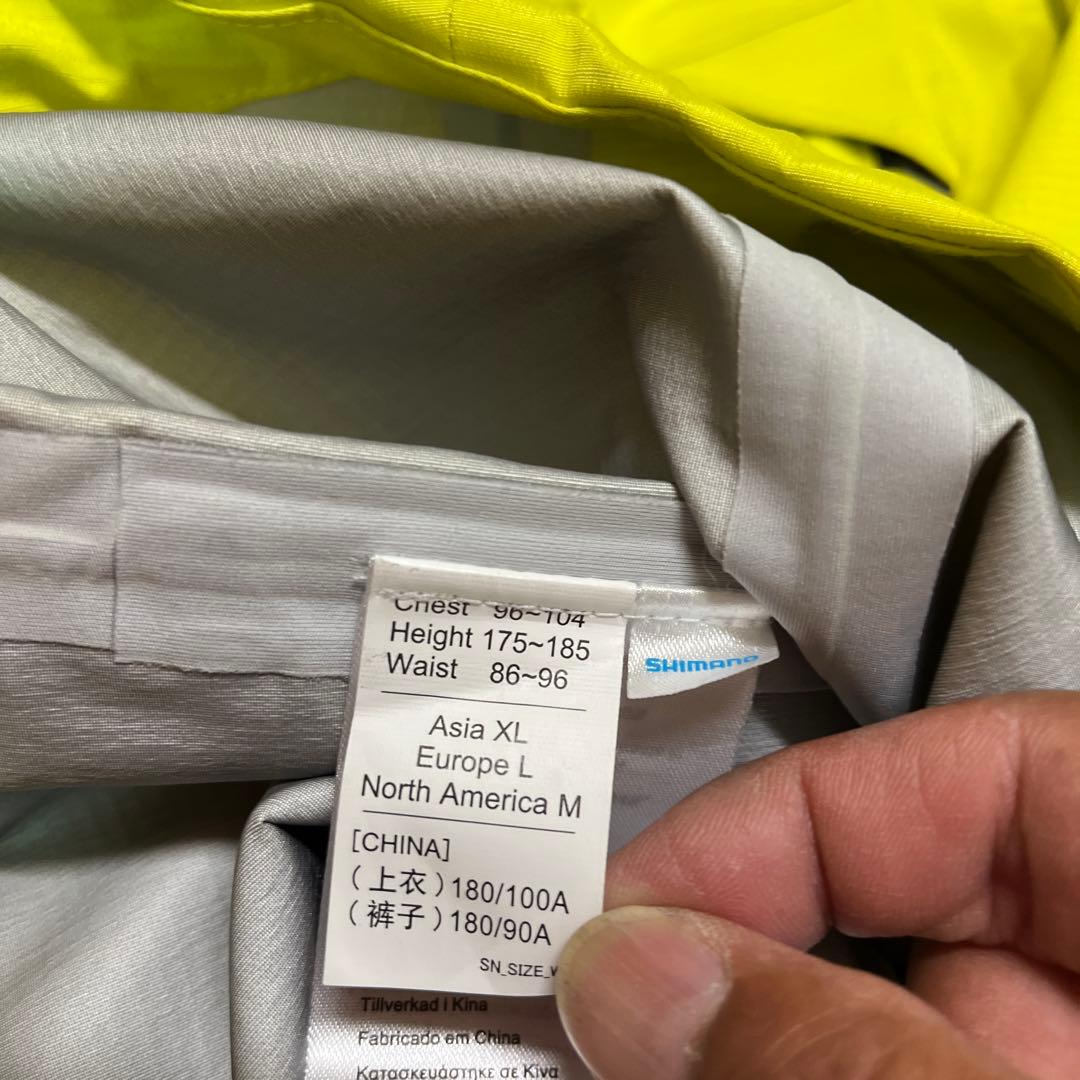 Chest 96~104
Height 175~185
Waist 86~96
SHIMANO
Asia XL
Europe L
North America M
[CHINA]
(上衣)180/100A
(裤子)180/90A
SN_SIZE_
Tillverkad i Kina
Fabricado em China
Κατασκευάστηκε σε Κίνα